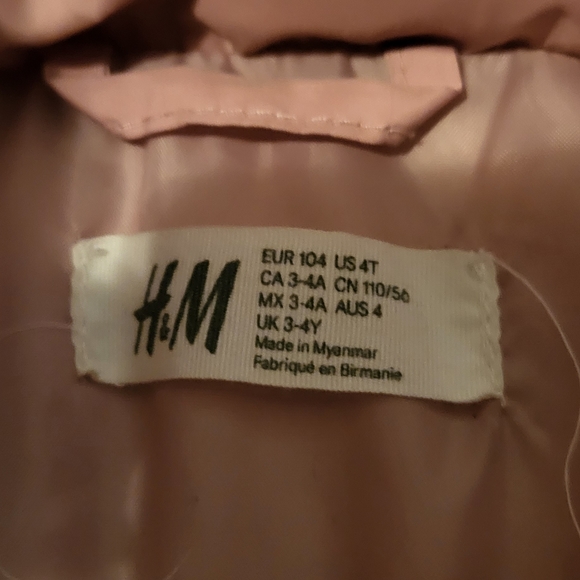 H&M
EUR 104 US 4T
CA 3-4A CN 110/56
MX 3-4A AUS 4
UK 3-4Y
Made in Myanmar
Fabriqué en Birmanie